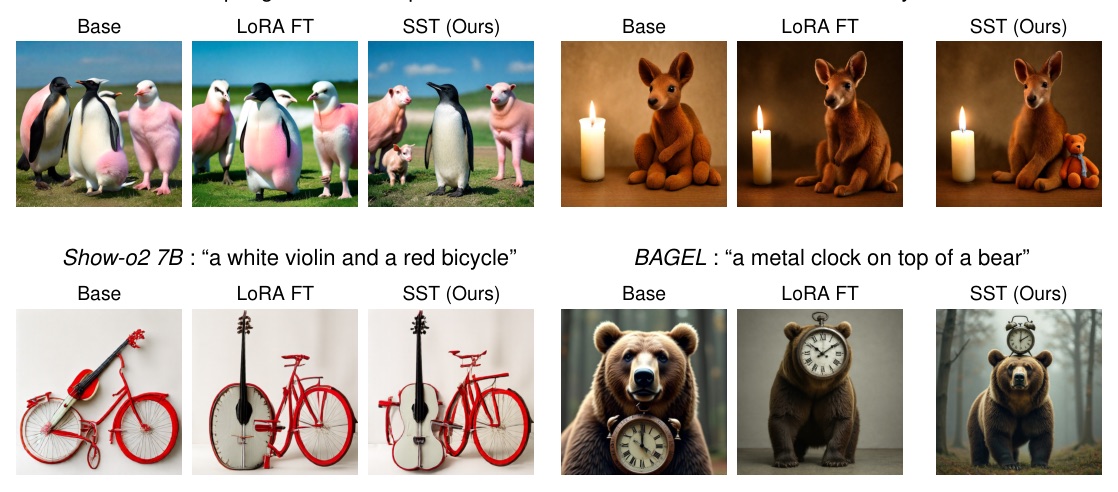 Base LoRA FT SST (Ours) Base LoRA FT SST (Ours)
Show-o2 7B : “a white violin and a red bicycle” BAGEL : “a metal clock on top of a bear”
Base LoRA FT SST (Ours) Base LoRA FT SST (Ours)